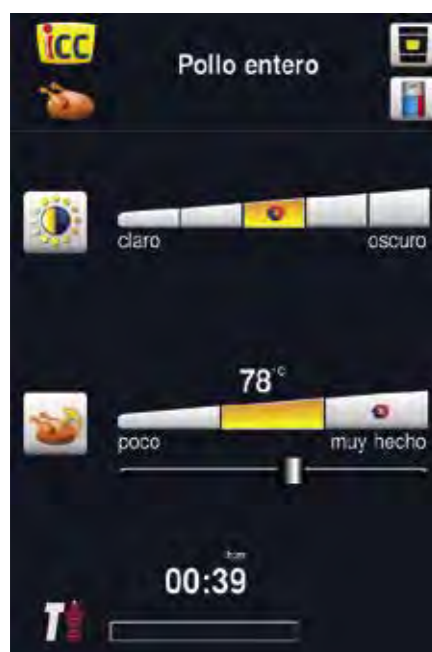 icc
Pollo entero
claro oscuro
78°C
poco muy hecho
h:m
00:39
T